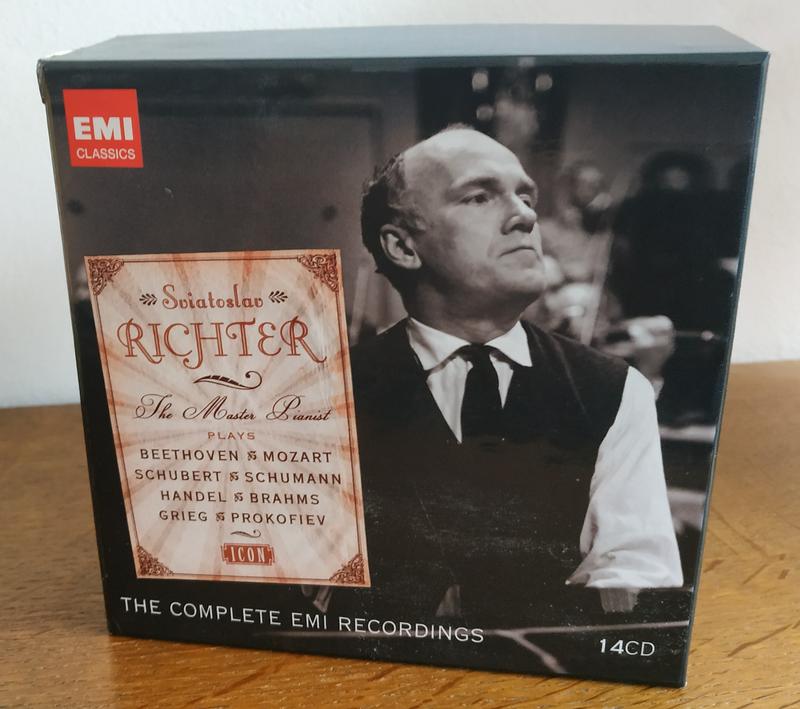 EMI
CLASSICS
Sviatoslav
RICHTER
The Master Pianist
PLAYS
BEETHOVEN & MOZART
SCHUBERT & SCHUMANN
HANDEL & BRAHMS
GRIEG & PROKOFIEV
ICON
THE COMPLETE EMI RECORDINGS
14CD